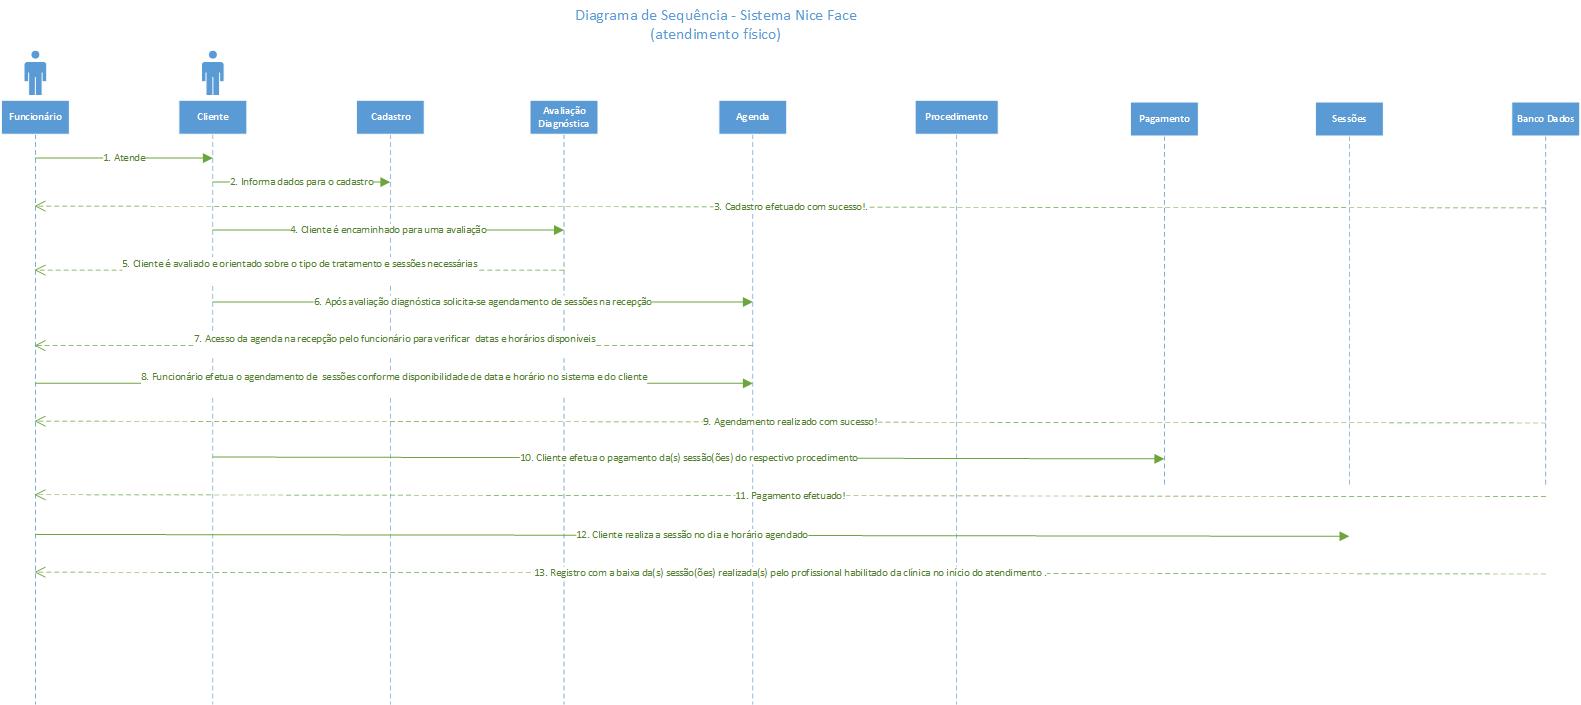 Diagrama de Sequência - Sistema Nice Face
(atendimento físico)
Funcionário
Cliente
Cadastro
Avaliação
Diagnóstica
Agenda
Procedimento
Pagamento
Sessões
Banco Dados
1. Atende
2. Informa dados para o cadastro
3. Cadastro efetuado com sucesso!.
4. Cliente é encaminhado para uma avaliação
5. Cliente é avaliado e orientado sobre o tipo de tratamento e sessões necessárias
6. Após avaliação diagnóstica solicita-se agendamento de sessões na recepção
7. Acesso da agenda na recepção pelo funcionário para verificar datas e horários disponíveis
8. Funcionário efetua o agendamento de sessões conforme disponibilidade de data e horário no sistema e do cliente
9. Agendamento realizado com sucesso!
10. Cliente efetua o pagamento da(s) sessão(ões) do respectivo procedimento
11. Pagamento efetuado!
12. Cliente realiza a sessão no dia e horário agendado
13. Registro com a baixa da(s) sessão(ões) realizada(s) pelo profissional habilitado da clínica no início do atendimento .